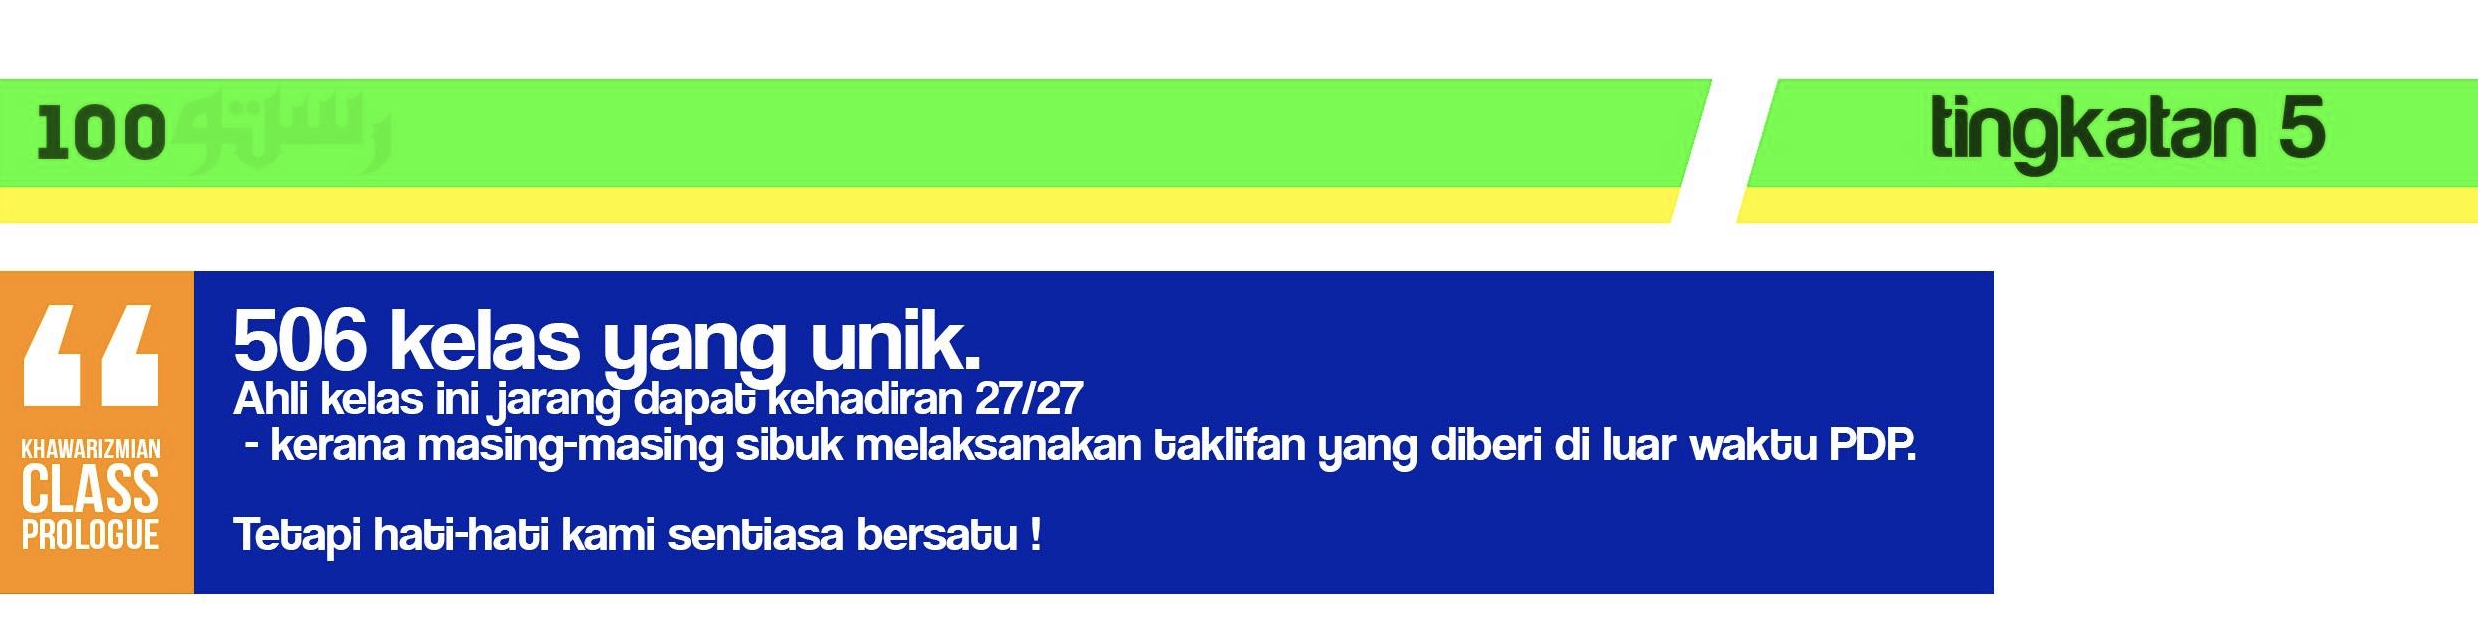 100
tingkatan 5
506 kelas yang unik.
Ahli kelas ini jarang dapat kehadiran 27/27
- kerana masing-masing sibuk melaksanakan taklifan yang diberi di luar waktu PDP.
Tetapi hati-hati kami sentiasa bersatu !
KHAWARIZMIAN
CLASS
PROLOGUE